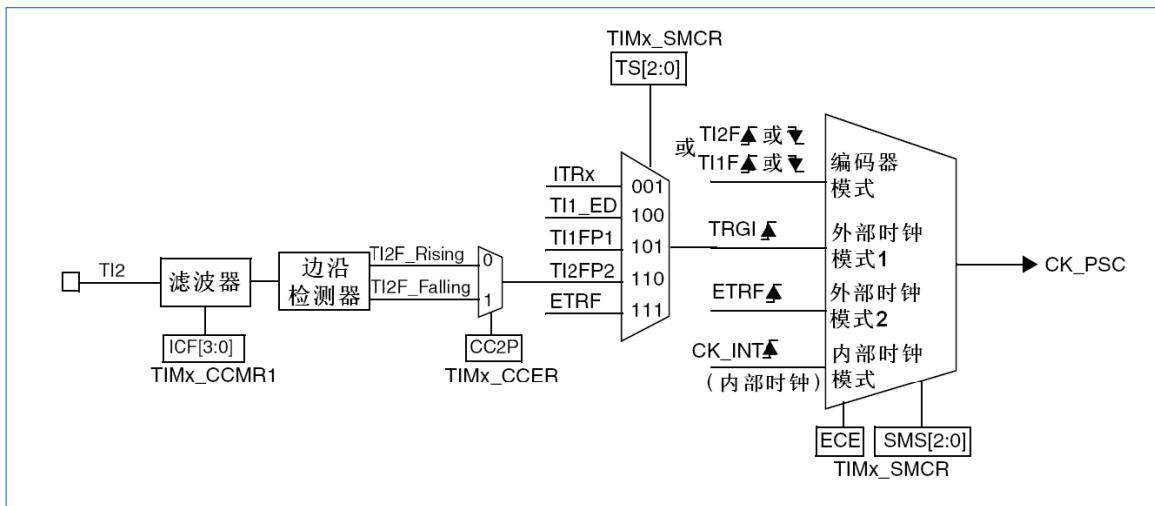 TIMx_SMCR
TS[2:0]
或
TI2F 或
TI1F 或
编码器
模式
ITRx
001
TI1_ED
100
TI1FP1
101
TRGI
外部时钟
模式1
TI2
滤波器
边沿
检测器
TI2F_Rising
0
TI2F_Falling
1
TI2FP2
110
ETRF
111
CK_PSC
ETRF
外部时钟
模式2
ICF[3:0]
TIMx_CCMR1
CC2P
TIMx_CCER
CK_INT
(内部时钟)
内部时钟
模式
ECE
SMS[2:0]
TIMx_SMCR